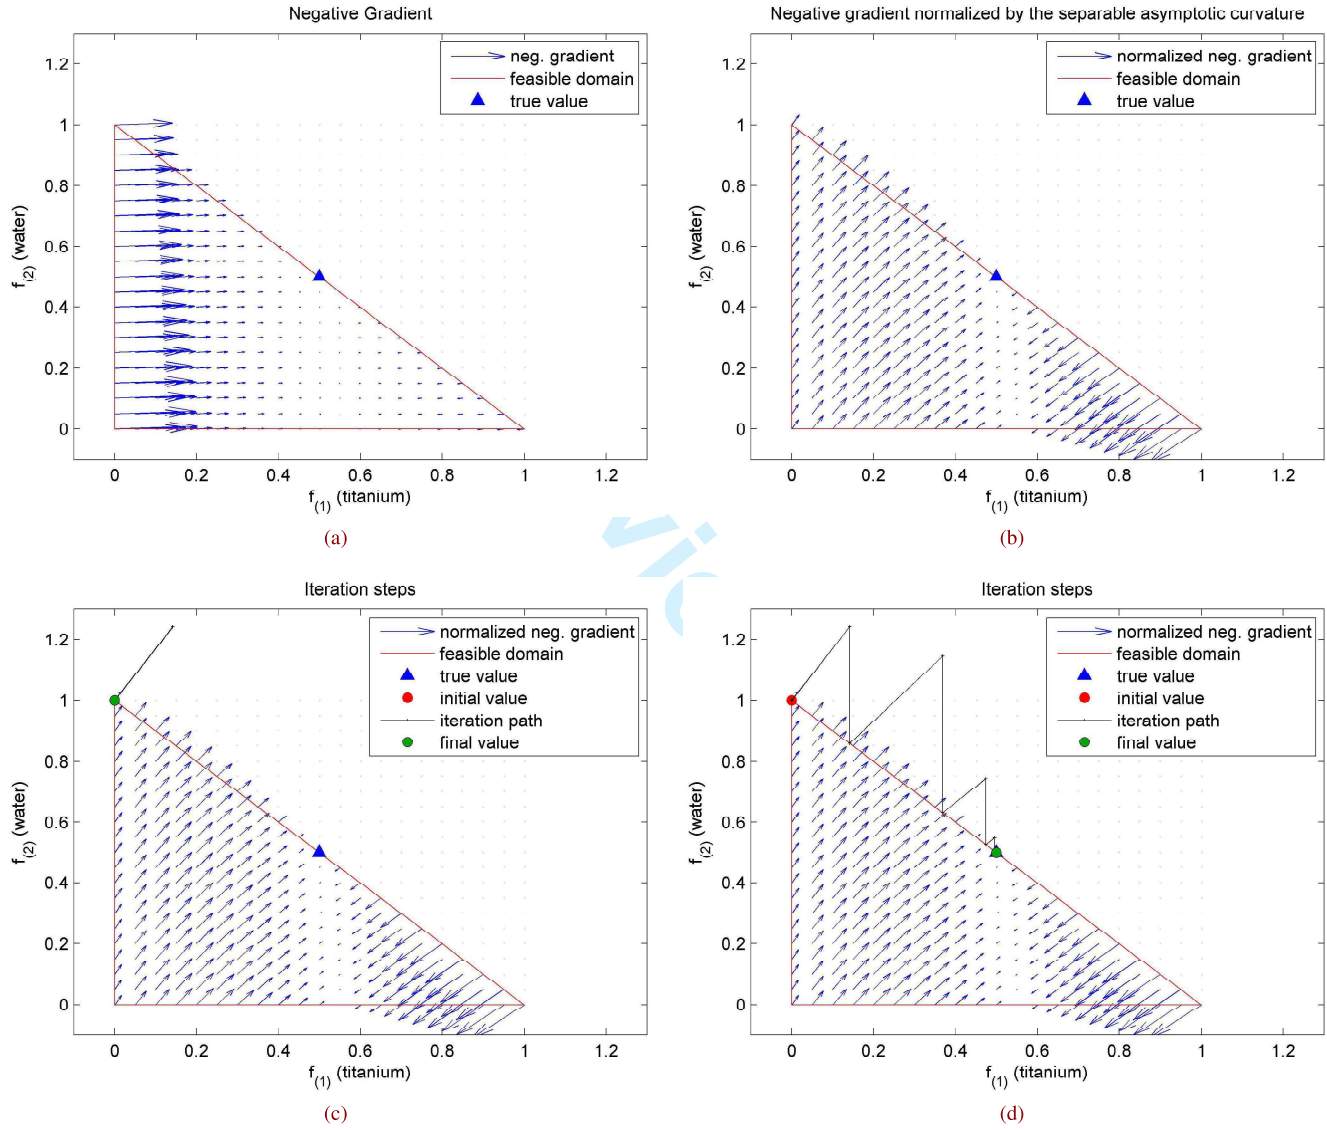 Negative Gradient
neg. gradient
feasible domain
true value
1.2
1
0.8
0.6
0.4
0.2
0
f(2) (water)
0 0.2 0.4 0.6 0.8 1 1.2
f(1) (titanium)
(a)
Negative gradient normalized by the separable asymptotic curvature
normalized neg. gradient
feasible domain
true value
1.2
1
0.8
0.6
0.4
0.2
0
f(2) (water)
0 0.2 0.4 0.6 0.8 1 1.2
f(1) (titanium)
(b)
Iteration steps
normalized neg. gradient
feasible domain
true value
initial value
iteration path
final value
1.2
1
0.8
0.6
0.4
0.2
0
f(2) (water)
0 0.2 0.4 0.6 0.8 1 1.2
f(1) (titanium)
(c)
Iteration steps
normalized neg. gradient
feasible domain
true value
initial value
iteration path
final value
1.2
1
0.8
0.6
0.4
0.2
0
f(2) (water)
0 0.2 0.4 0.6 0.8 1 1.2
f(1) (titanium)
(d)